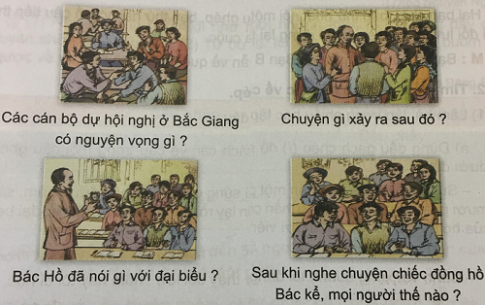 Các cán bộ dự hội nghị ở Bắc Giang
có nguyện vọng gì ?
Chuyện gì xảy ra sau đó ?
Bác Hồ đã nói gì với đại biểu ?
Sau khi nghe chuyện chiếc đồng hồ
Bác kể, mọi người thế nào ?